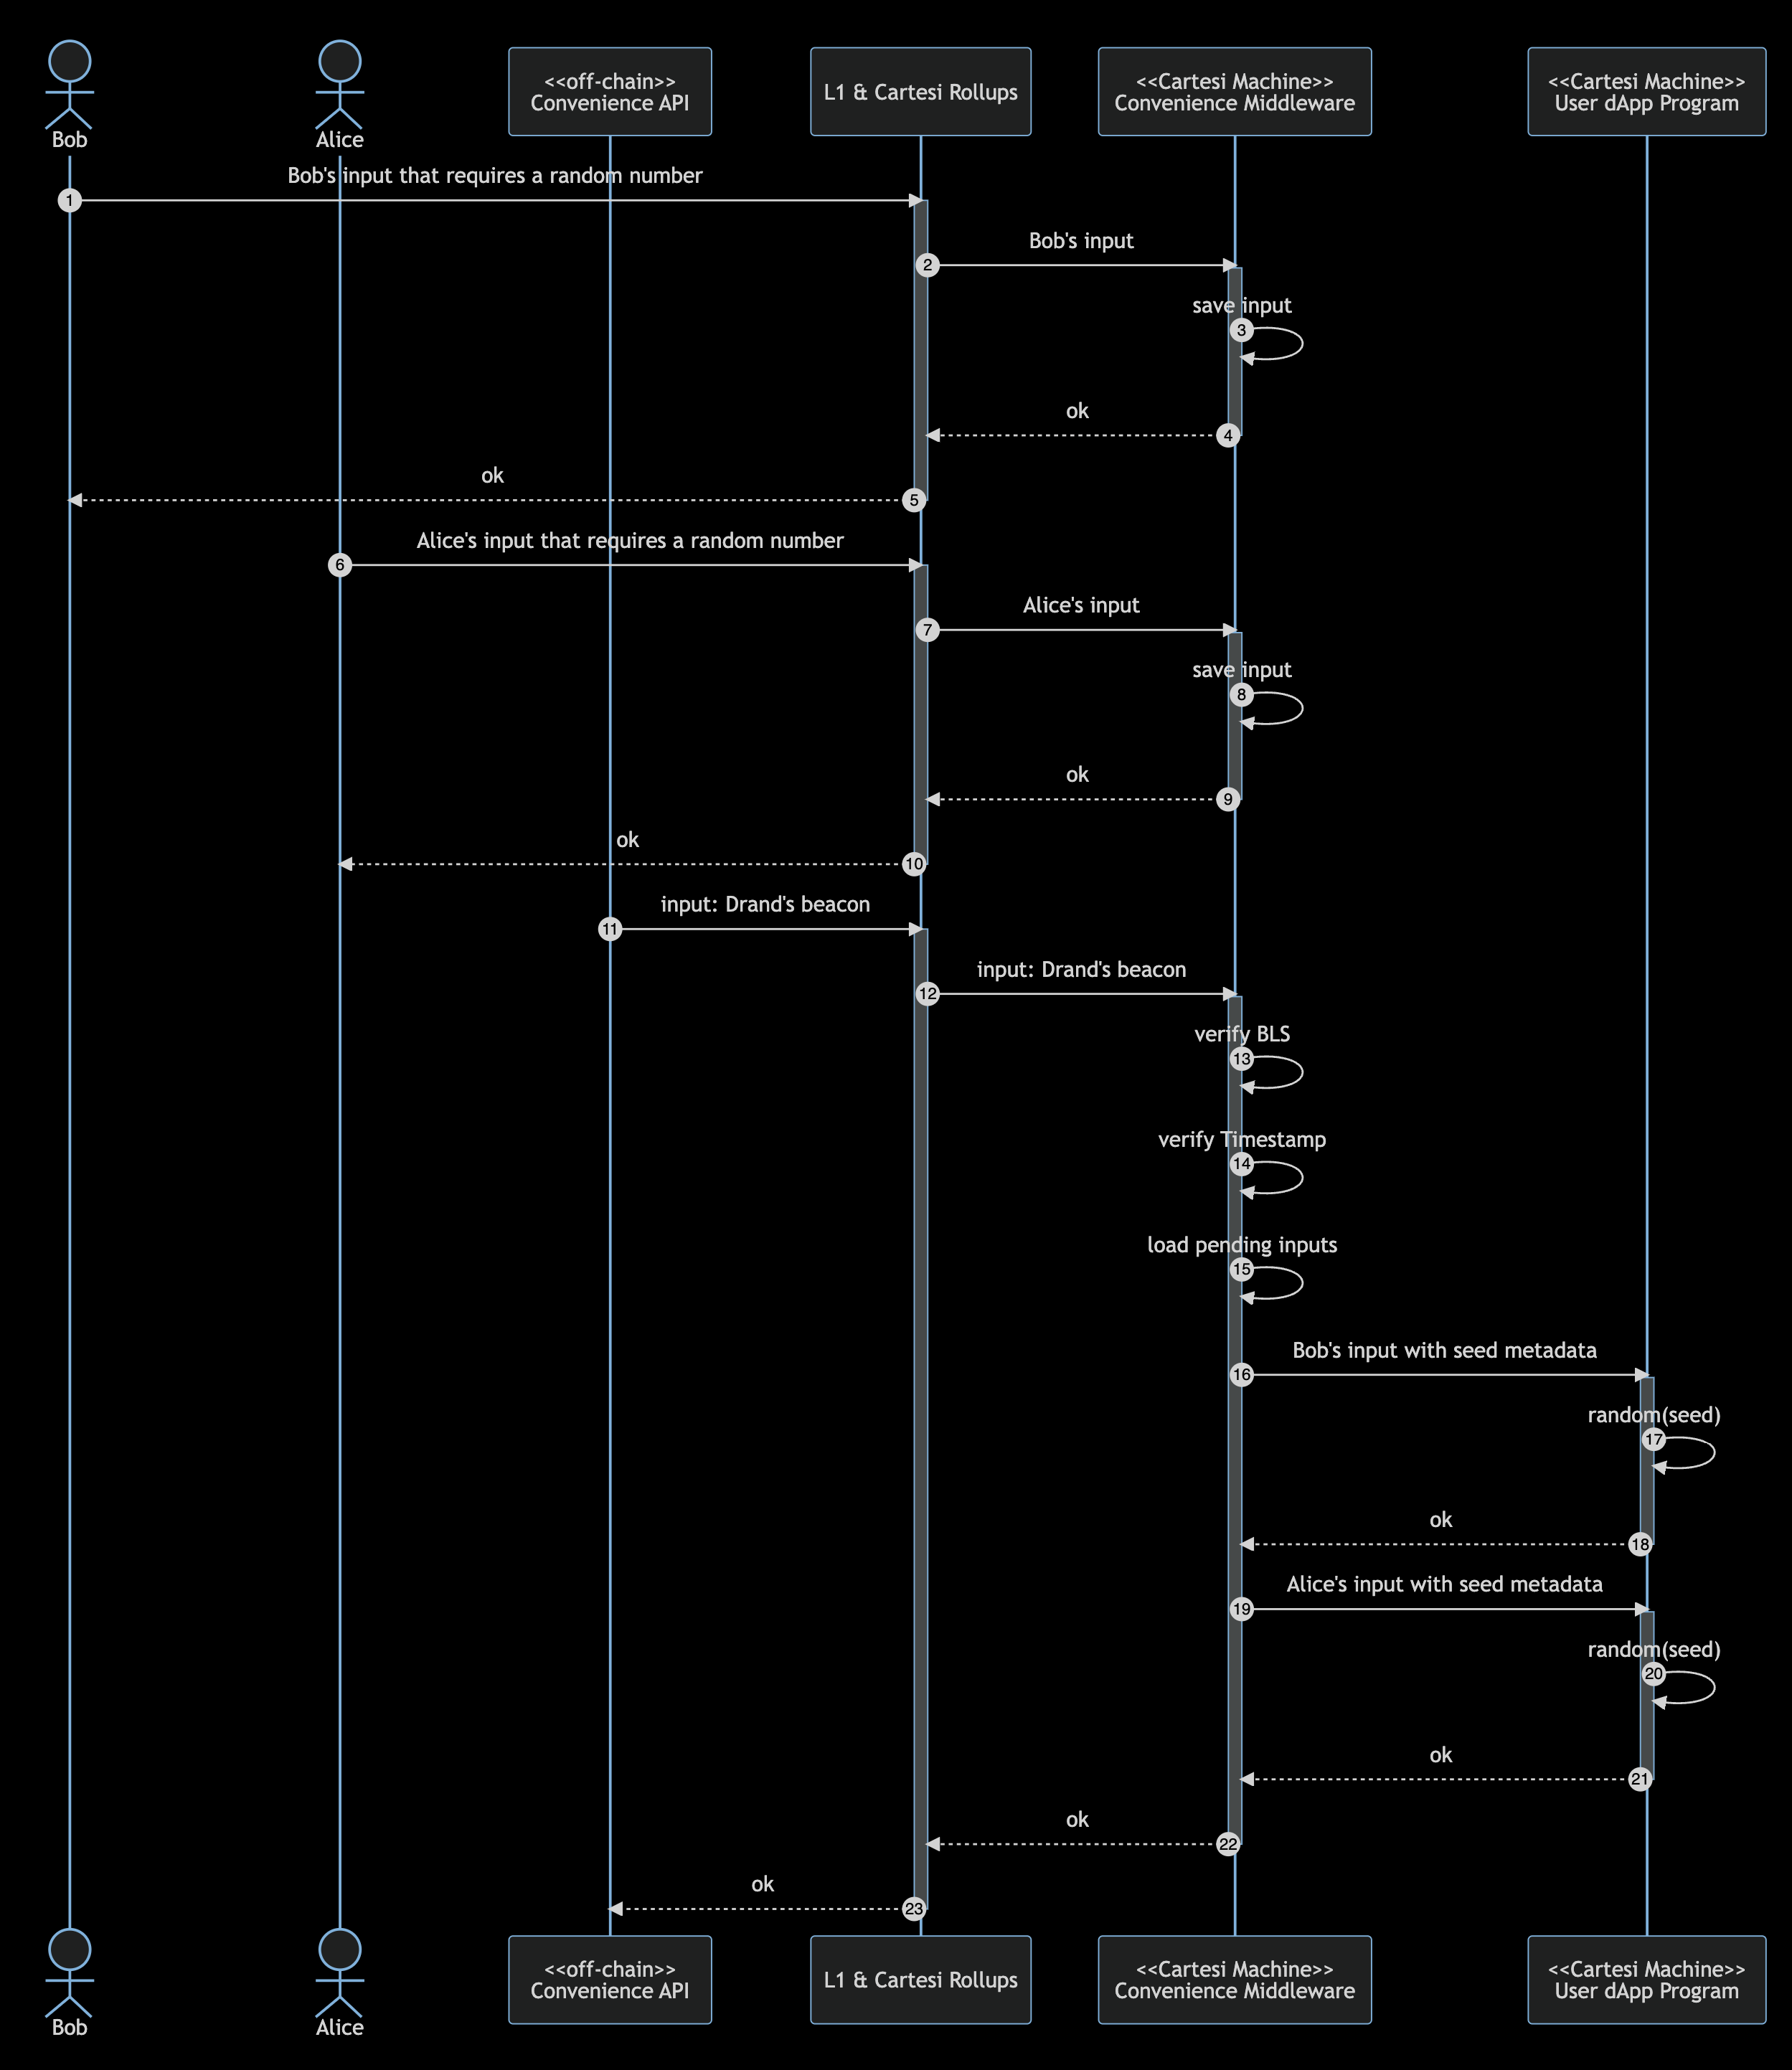 Bob
Alice
<<off-chain>>
Convenience API
L1 & Cartesi Rollups
<<Cartesi Machine>>
Convenience Middleware
<<Cartesi Machine>>
User dApp Program
Bob's input that requires a random number
1
Bob's input
2
save input
3
ok
4
ok
5
Alice's input that requires a random number
6
Alice's input
7
save input
8
ok
9
ok
10
input: Drand's beacon
11
input: Drand's beacon
12
verify BLS
13
verify Timestamp
14
load pending inputs
15
Bob's input with seed metadata
16
random(seed)
17
ok
18
Alice's input with seed metadata
19
random(seed)
20
ok
21
ok
22
ok
23
Bob
Alice
<<off-chain>>
Convenience API
L1 & Cartesi Rollups
<<Cartesi Machine>>
Convenience Middleware
<<Cartesi Machine>>
User dApp Program